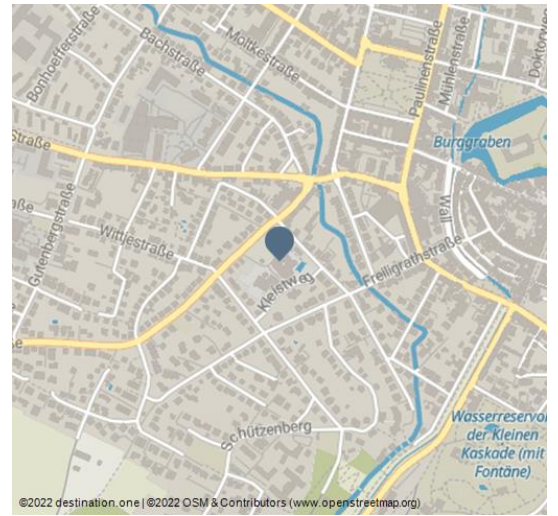 Bonhoefferstraße
Bachstraße
Moltkestraße
Paulinenstraße
Mühlenstraße
Doktorweg
Burggraben
Straße
Wall
Gutenbergstraße
Wittjestraße
Kleistweg
Freiligrathstraße
Schützenberg
Wasserreservoir
der Kleinen
Kaskade (mit
Fontäne)
©2022 destination.one | ©2022 OSM & Contributors (www.openstreetmap.org)